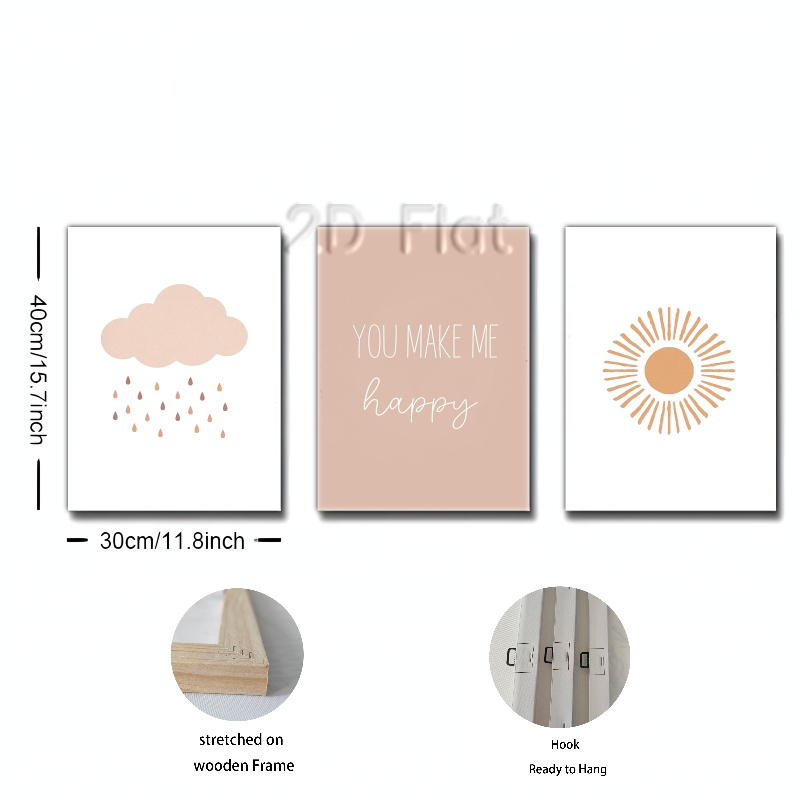 2D Flat
YOU MAKE ME
happy
40cm/15.7inch
30cm/11.8inch
stretched on
wooden Frame
Hook
Ready to Hang